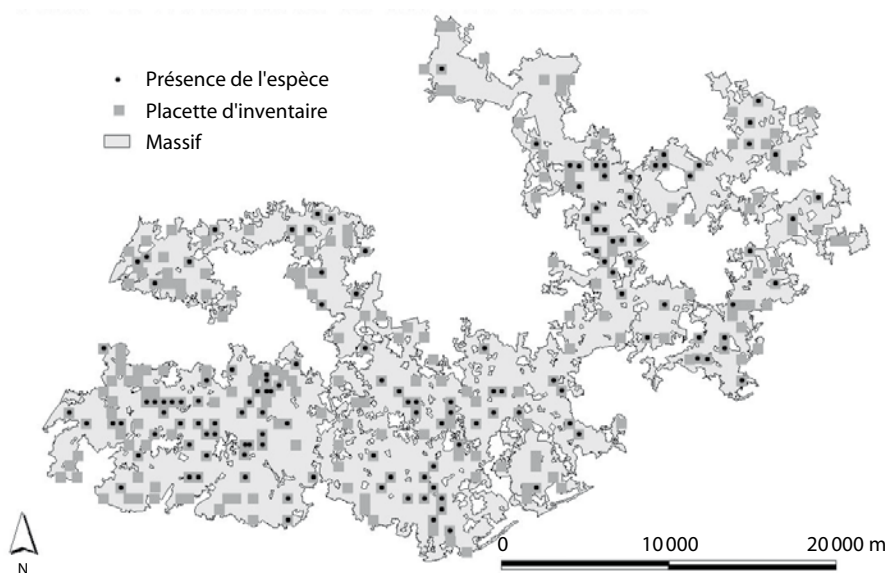 Présence de l'espèce
Placette d'inventaire
Massif
0 10 000 20 000 m
N